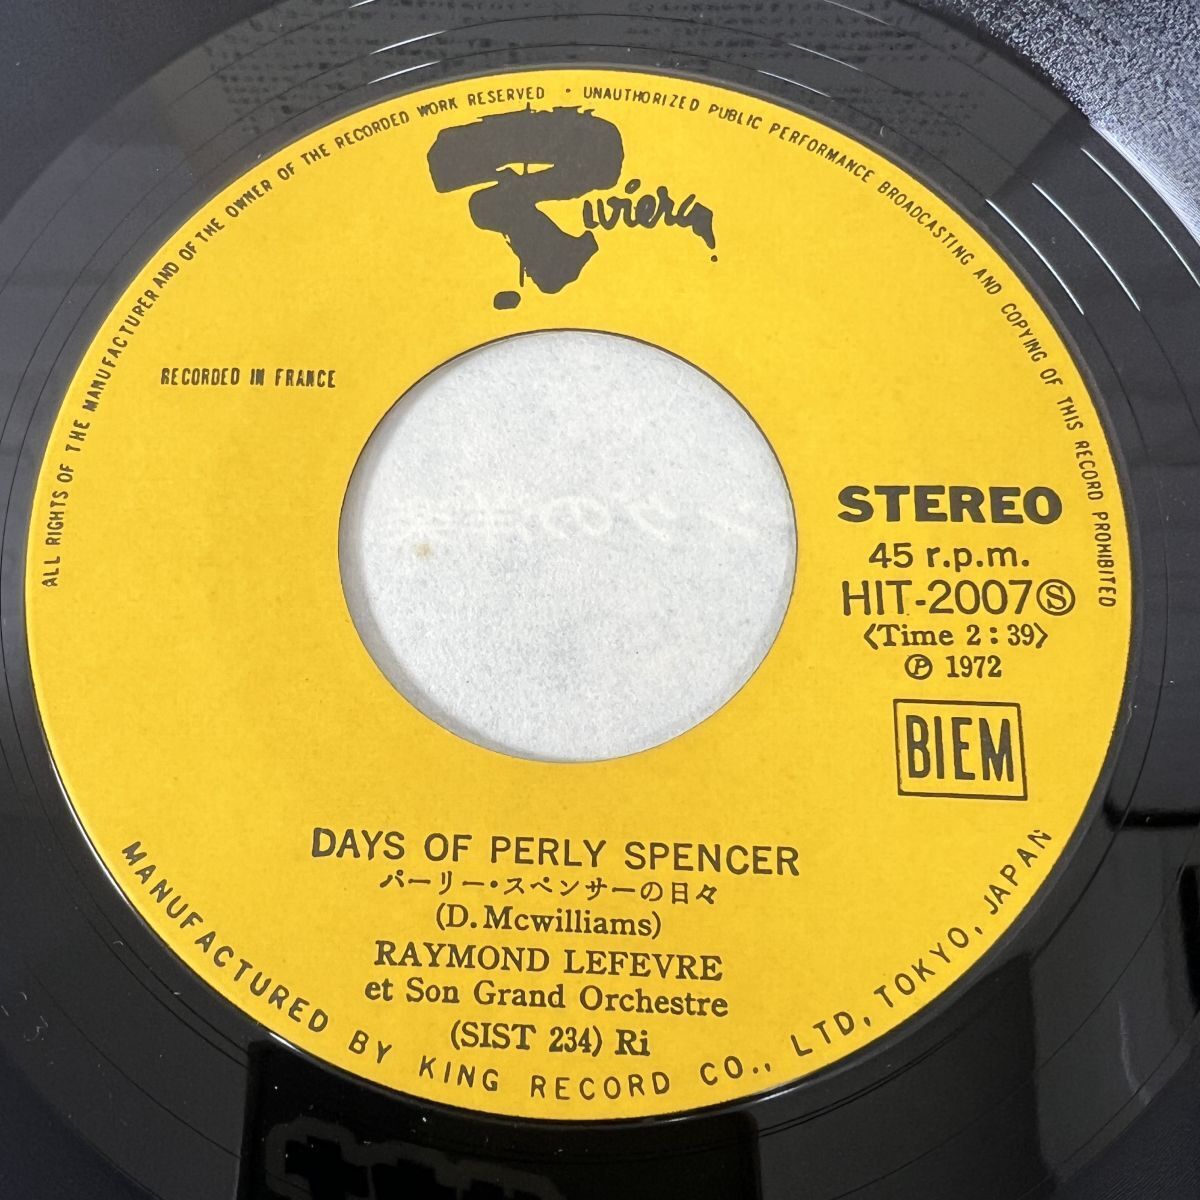 ALL RIGHTS OF THE MANUFACTURER AND OF THE OWNER OF THE RECORDED WORK RESERVED • UNAUTHORIZED PUBLIC PERFORMANCE BROADCASTING AND COPYING OF THIS RECORD PROHIBITED
Riviera
RECORDED IN FRANCE
STEREO
45 r.p.m.
HIT-2007Ⓢ
〈Time 2:39〉
Ⓟ 1972
BIEM
DAYS OF PERLY SPENCER
パーリー・スペンサーの日々
(D. Mcwilliams)
RAYMOND LEFEVRE
et Son Grand Orchestre
(SIST 234) Ri
MANUFACTURED BY KING RECORD CO., LTD, TOKYO, JAPAN